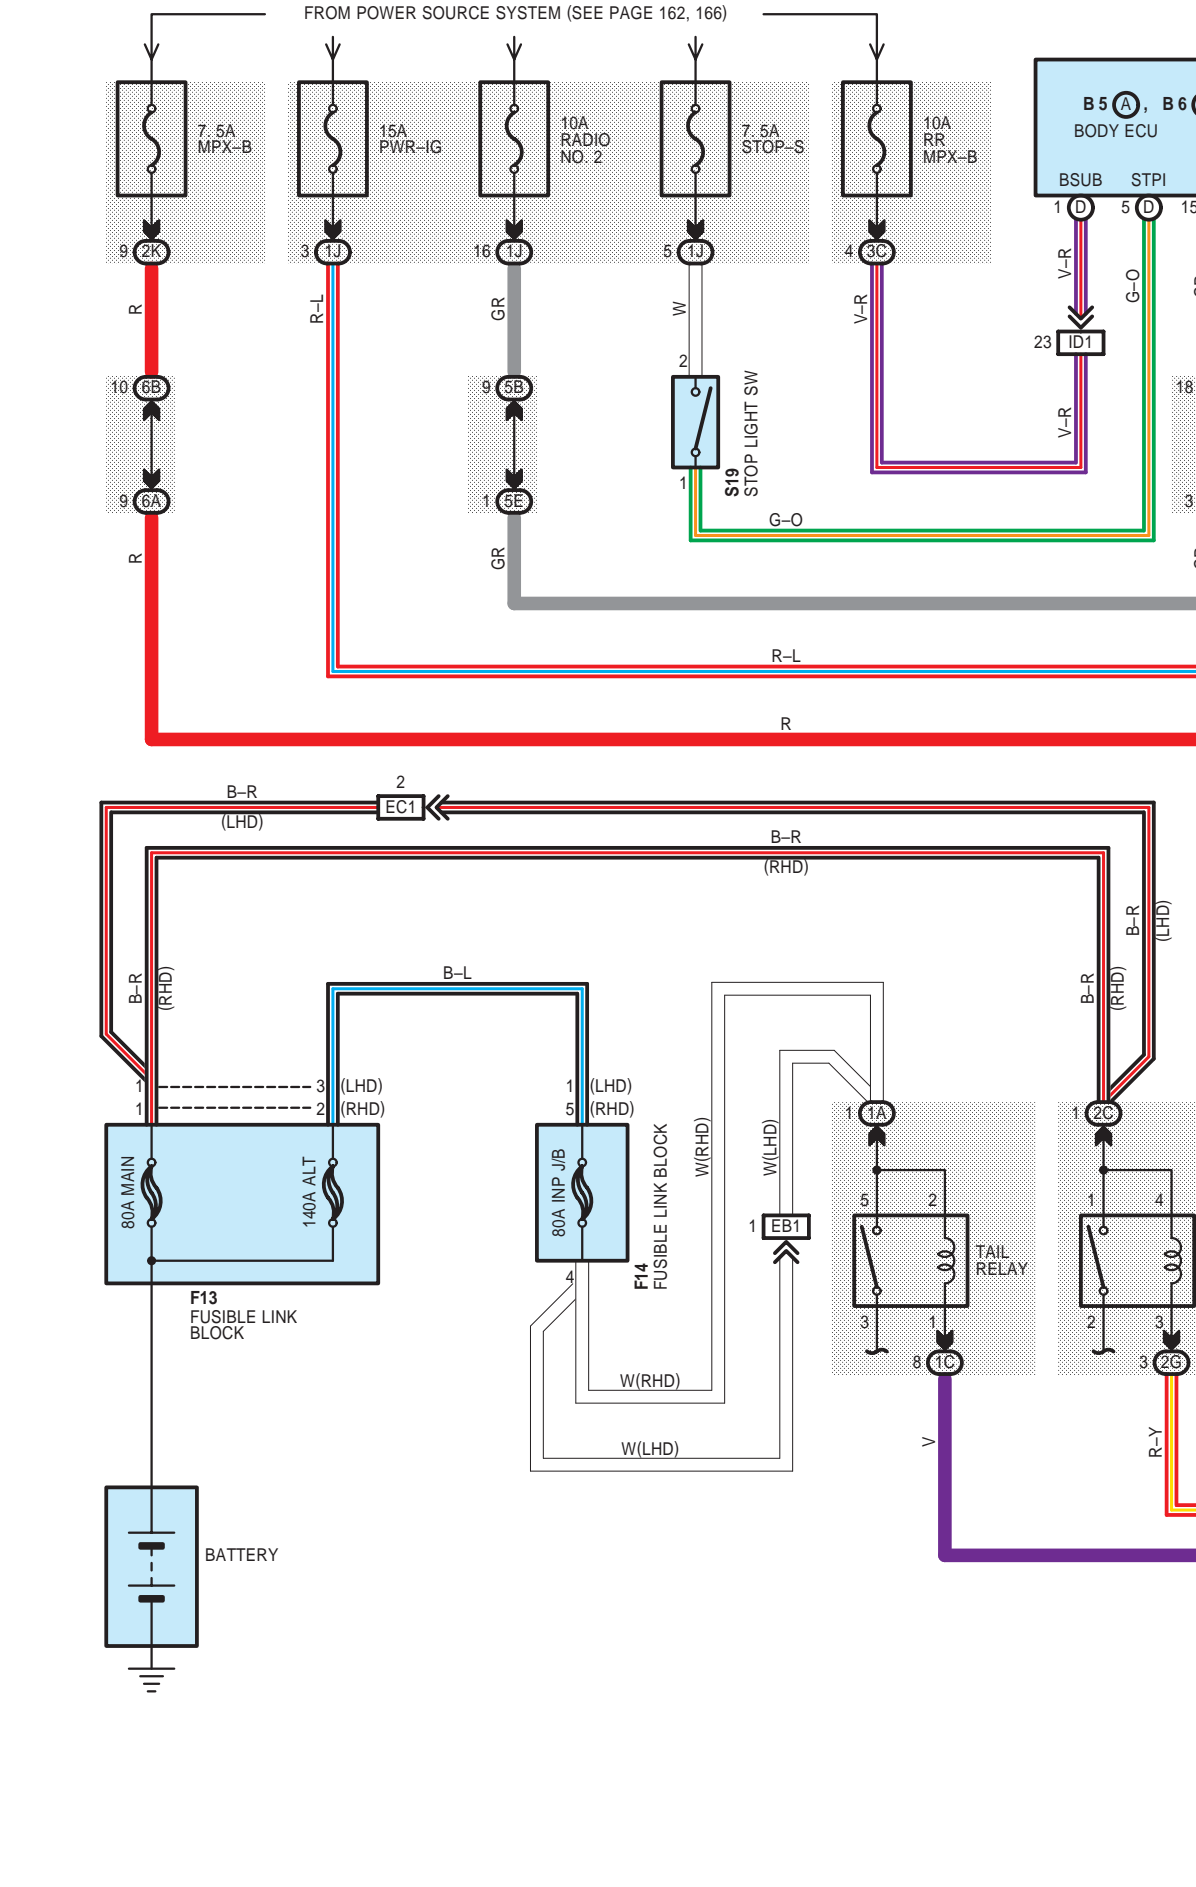 FROM POWER SOURCE SYSTEM (SEE PAGE 162, 166)
7. 5A
MPX–B
15A
PWR–IG
10A
RADIO
NO. 2
7. 5A
STOP–S
10A
RR
MPX–B
B 5 A , B 6
BODY ECU
BSUB STPI
1 D 5 D 15
9 2K
3 1J
16 1J
5 1J
4 3C
R
R–L
GR
W
V–R
V–R
G–O
23 ID1
10 6B
9 5B
2
S19
STOP LIGHT SW
V–R
18
9 6A
1 5E
1
3
G–O
R
GR
R–L
R
2
B–R
EC1
(LHD)
B–R
(RHD)
B–R
(LHD)
B–R
(RHD)
B–L
B–R
(RHD)
1 3 (LHD)
1 2 (RHD)
1 (LHD)
5 (RHD)
1 1A
1 2C
80A MAIN
140A ALT
80A INP J/B
F14
FUSIBLE LINK BLOCK
W(RHD)
W(LHD)
1 EB1
5 2
TAIL
RELAY
3 1
1 4
2 3
4
F13
FUSIBLE LINK
BLOCK
8 1C
3 2G
W(RHD)
W(LHD)
V
R–Y
BATTERY